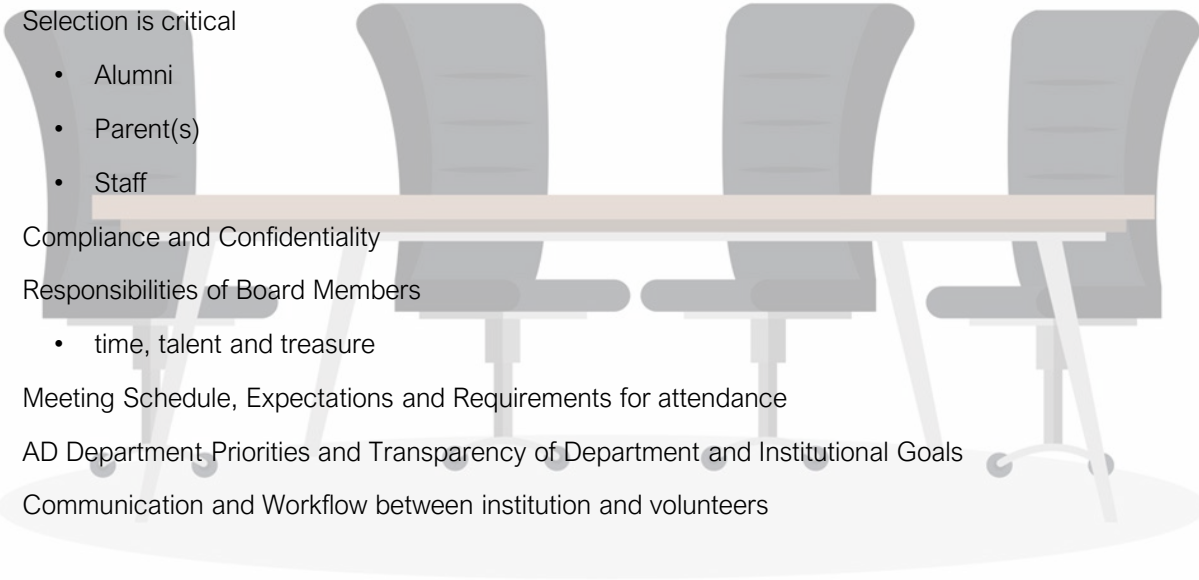 Selection is critical
• Alumni
• Parent(s)
• Staff
Compliance and Confidentiality
Responsibilities of Board Members
• time, talent and treasure
Meeting Schedule, Expectations and Requirements for attendance
AD Department Priorities and Transparency of Department and Institutional Goals
Communication and Workflow between institution and volunteers